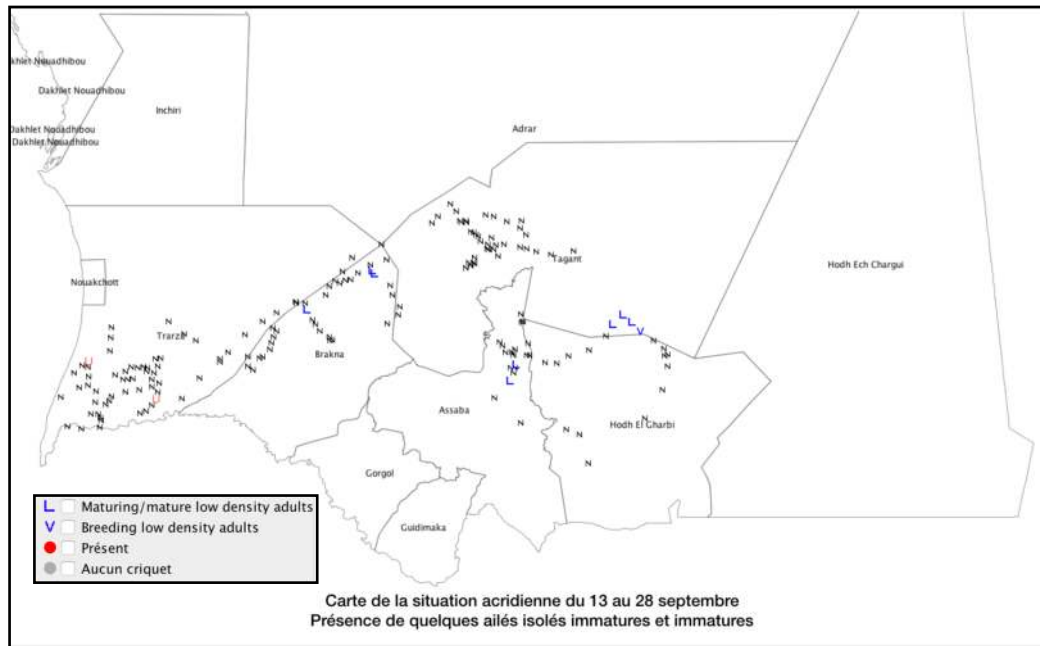 khlet Nouadhibou
Dakhlet Nouadhibou
Inchiri
Dakhlet Nouadhibou
Dakhlet Nouadhibou
Adrar
Tagant
Hodh Ech Chargui
Nouakchott
Trarza
Brakna
Assaba
Hodh El Gharbi
Gorgol
Guidimaka
Maturing/mature low density adults
Breeding low density adults
Présent
Aucun criquet
Carte de la situation acridienne du 13 au 28 septembre
Présence de quelques ailés isolés immatures et immatures